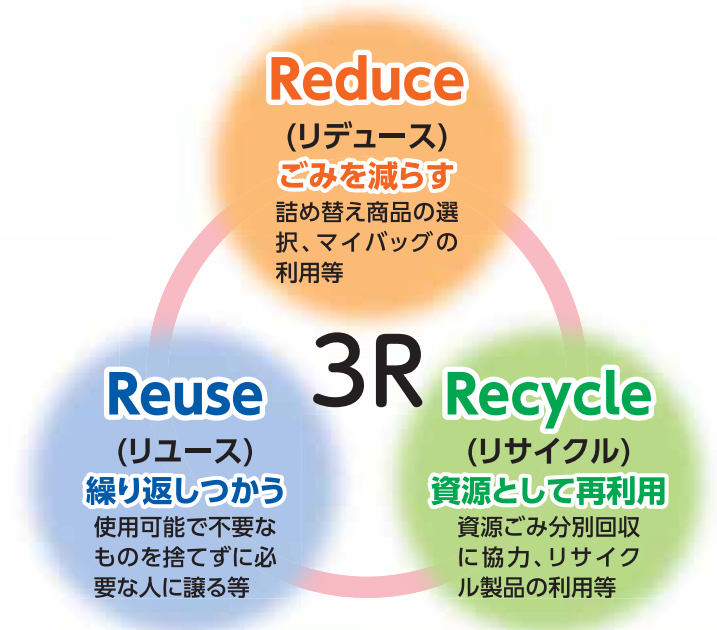 Reduce
(リデュース)
ごみを減らす
詰め替え商品の選
択、マイバッグの
利用等
3R
Reuse
(リユース)
繰り返しつかう
使用可能で不要な
ものを捨てずに必
要な人に譲る等
Recycle
(リサイクル)
資源として再利用
資源ごみ分別回収
に協力、リサイク
ル製品の利用等